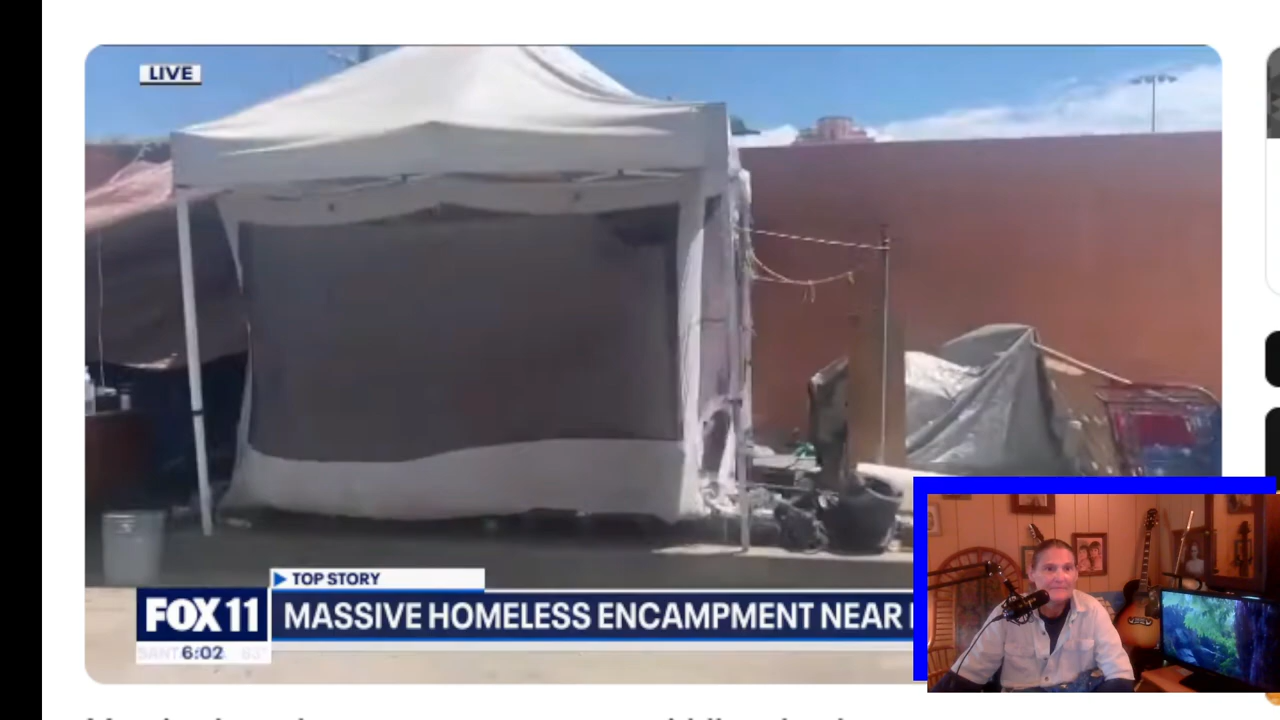 LIVE
TOP STORY
FOX 11
MASSIVE HOMELESS ENCAMPMENT NEAR
6:02